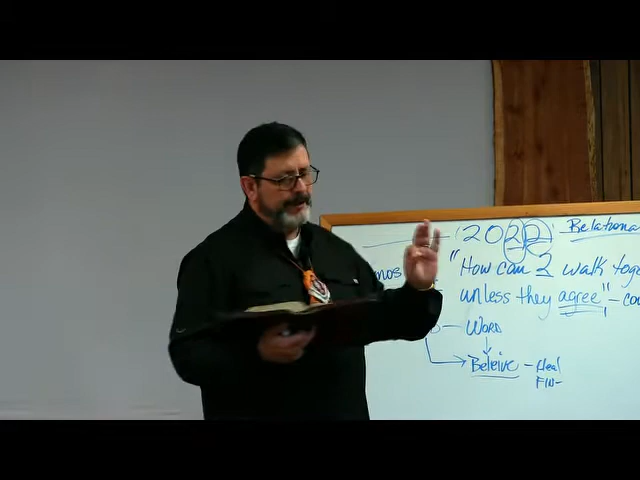 2020 Relationa
mos "How can 2 walk toge
unless they agree" - co
Word
Beleive - Heal
FIN-